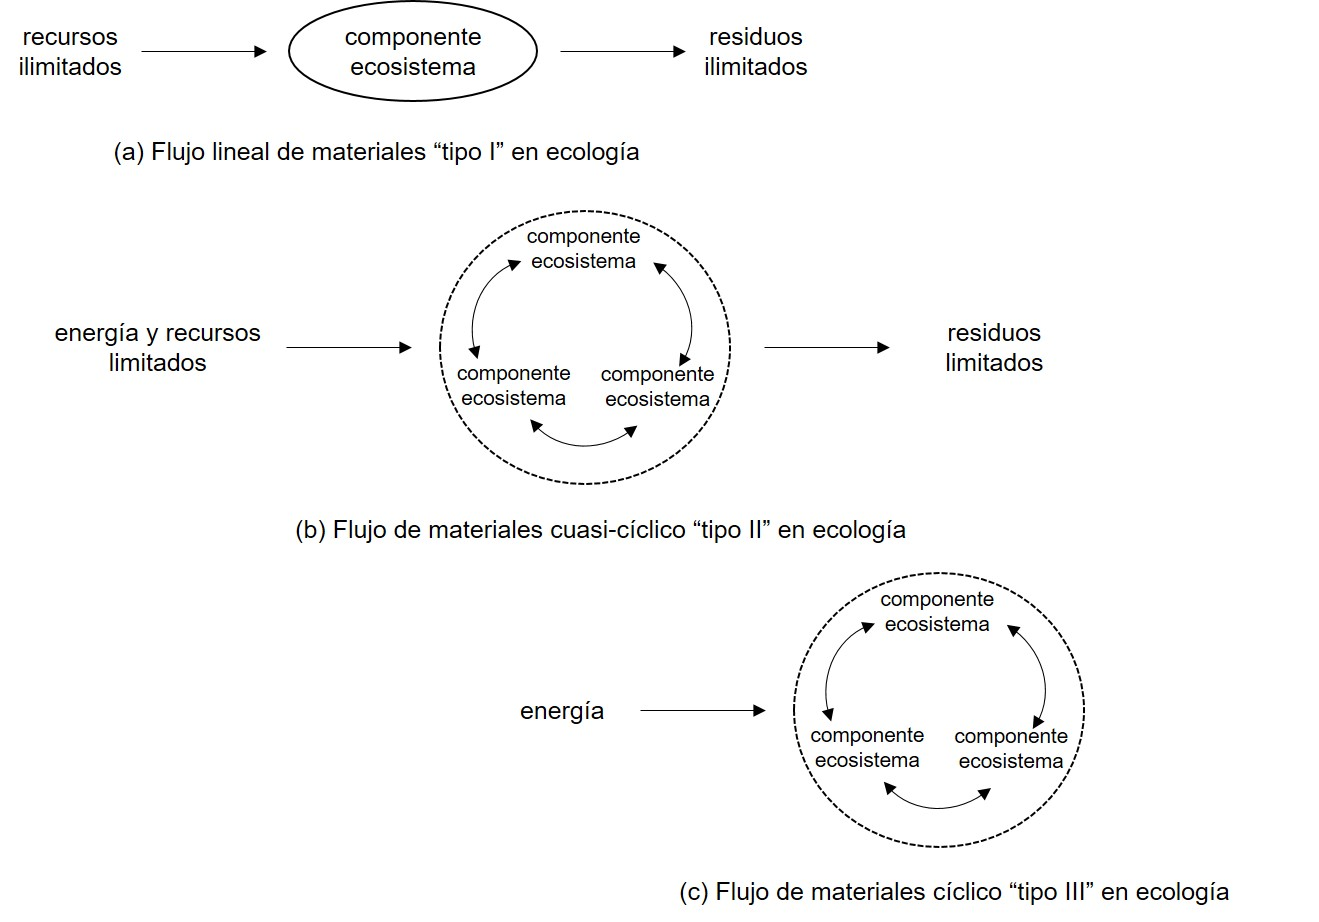 recursos
ilimitados
componente
ecosistema
residuos
ilimitados
(a) Flujo lineal de materiales “tipo I” en ecología
componente
ecosistema
energía y recursos
limitados
componente
ecosistema
componente
ecosistema
residuos
limitados
(b) Flujo de materiales cuasi-cíclico “tipo II” en ecología
componente
ecosistema
energía
componente
ecosistema
componente
ecosistema
(c) Flujo de materiales cíclico “tipo III” en ecología